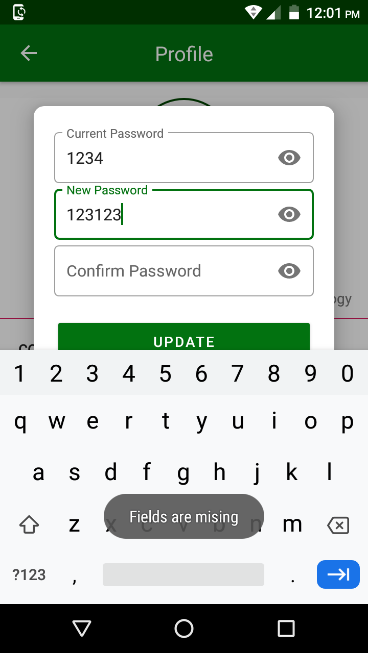 12:01 PM
Profile
Current Password
1234
New Password
123123
Confirm Password
ogy
UPDATE
1 2 3 4 5 6 7 8 9 0
q w e r t y u i o p
a s d f g h j k l
z x c v b n m
Fields are mising
?123 , .